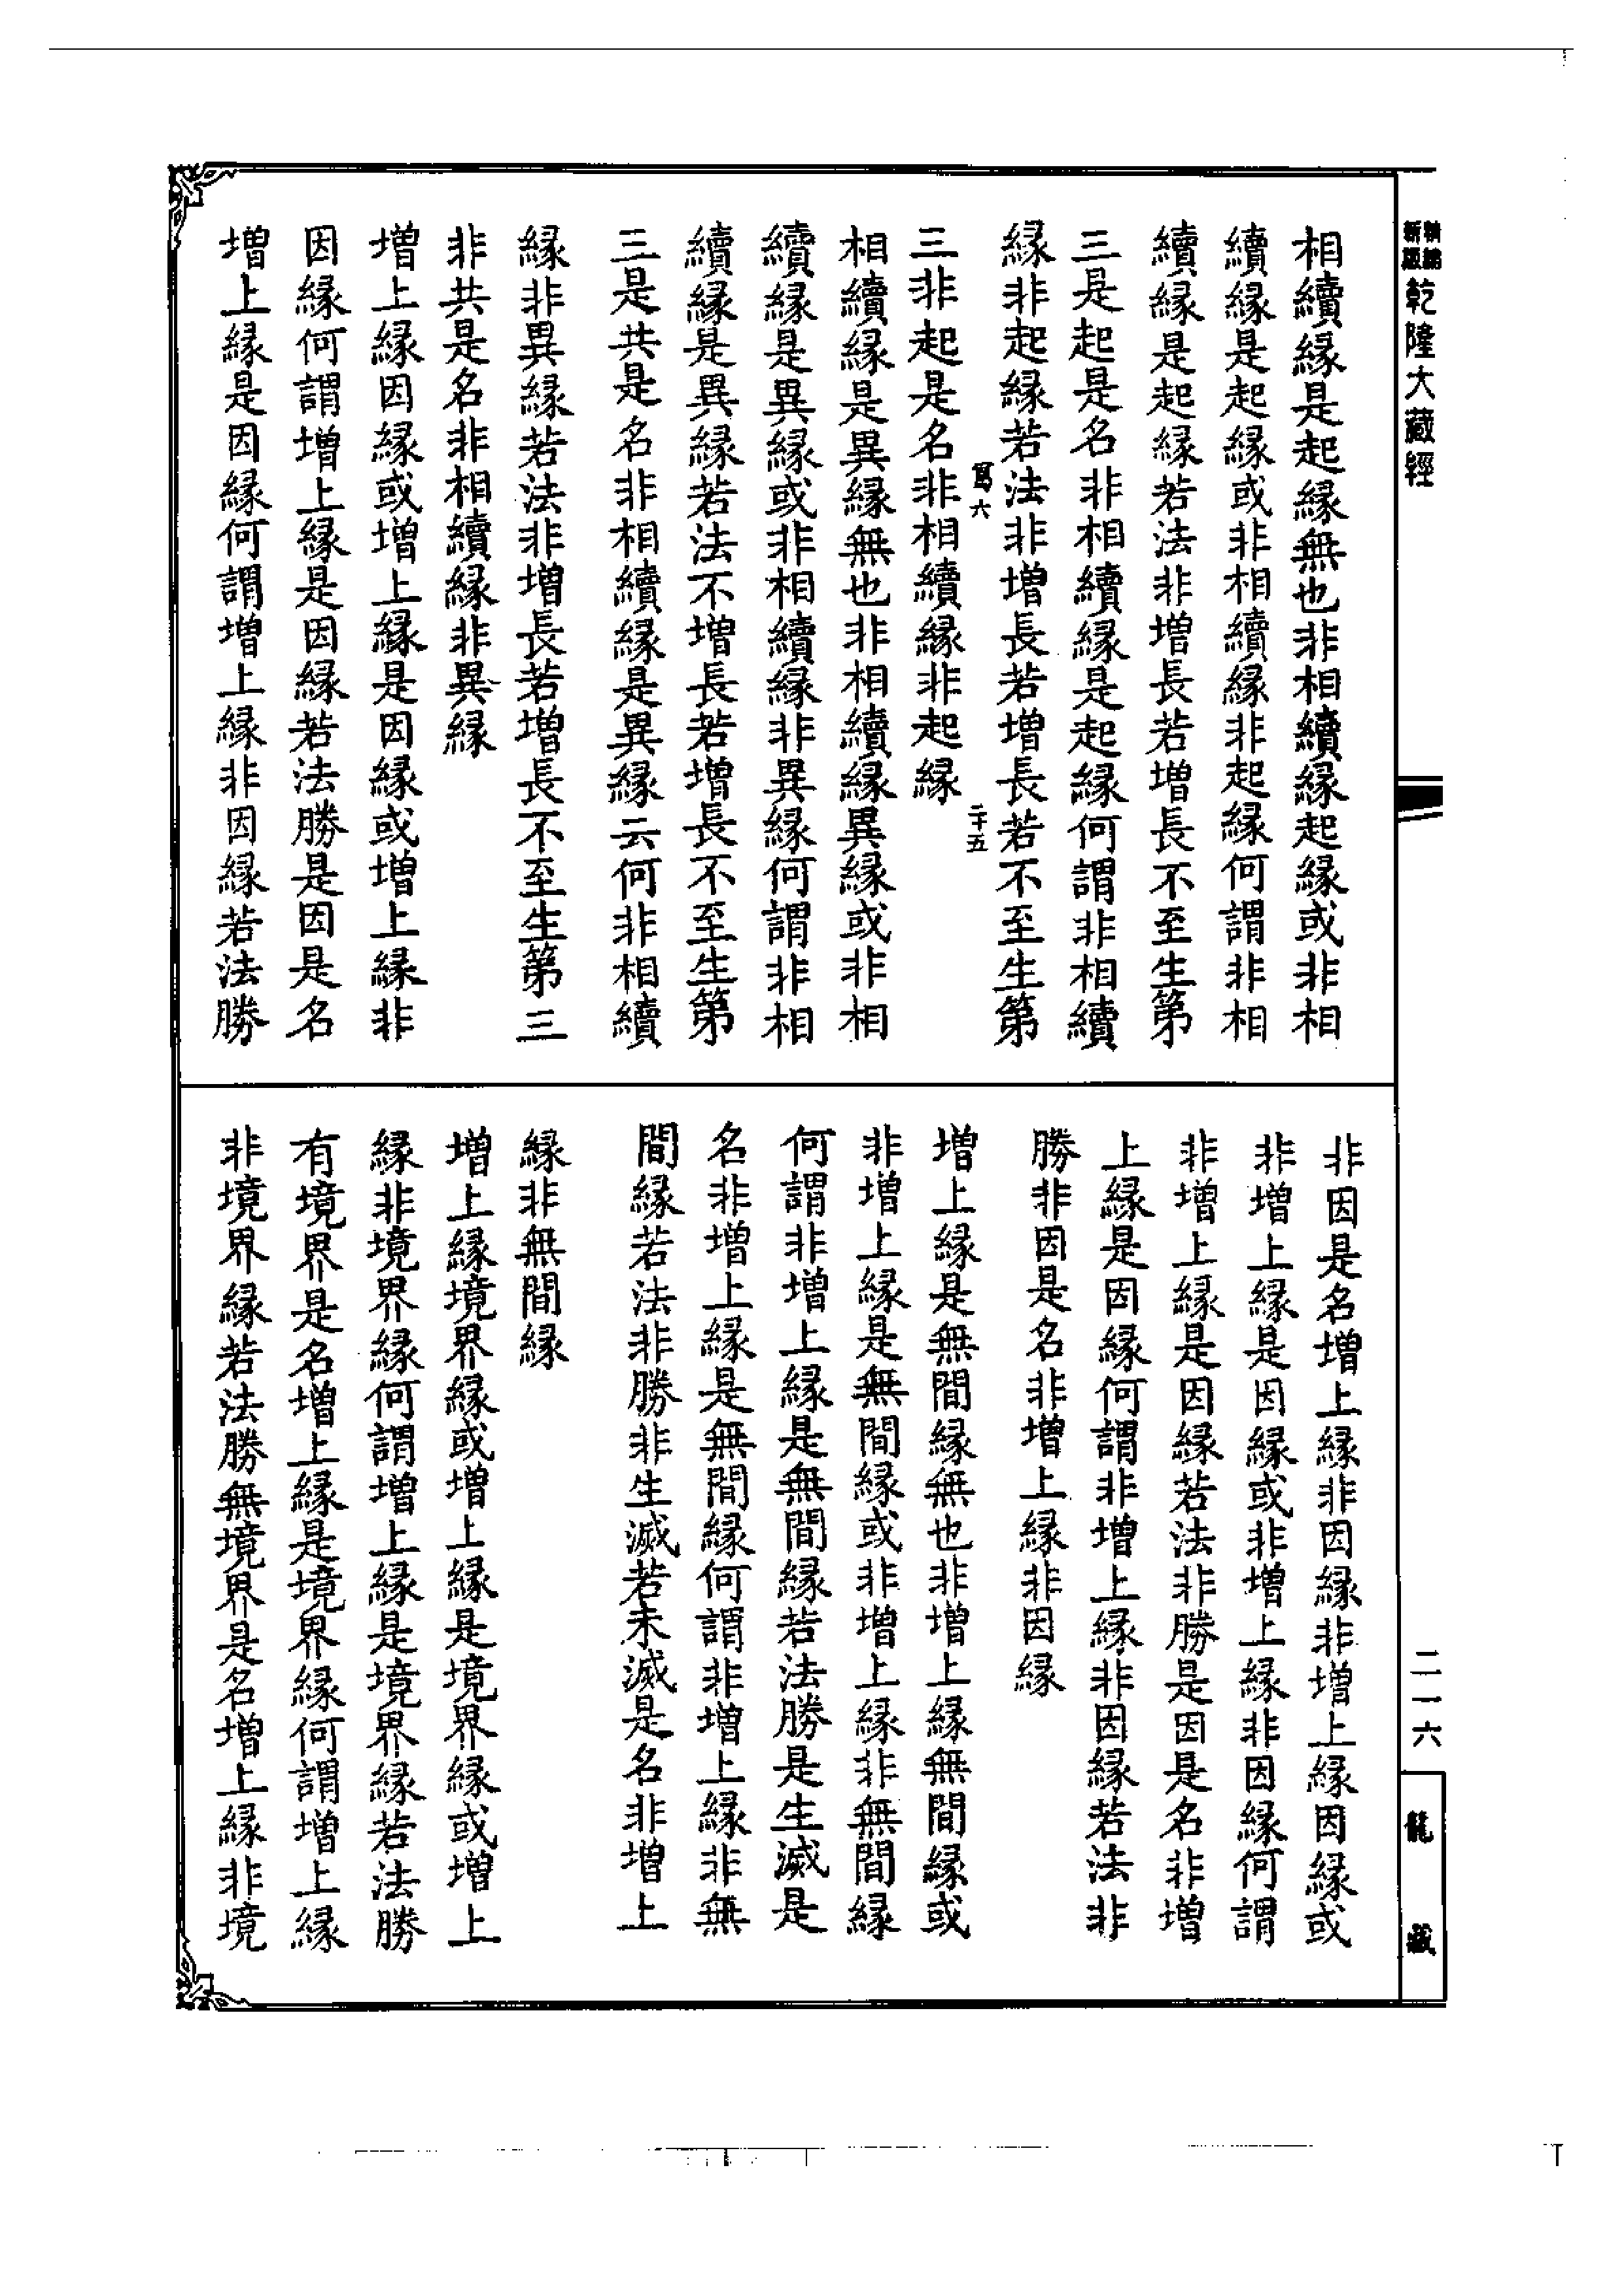 新編
新版
乾隆大藏經
相續緣是起緣無也非相續緣起緣或非相
續緣是起緣或非相續緣非起緣何謂非相
續緣是起緣若法非增長若增長不至生第
三是起是名非相續緣是起緣何謂非相續
緣非起緣若法非增長若增長若不至生第
三非起是名非相續緣非起緣
寫六
二十五
相續緣是異緣無也非相續緣異緣或非相
續緣是異緣或非相續緣非異緣何謂非相
續緣是異緣若法不增長若增長不至生第
三是共是名非相續緣是異緣云何非相續
緣非異緣若法非增長若增長不至生第三
非共是名非相續緣非異緣
增上緣因緣或增上緣是因緣或增上緣非
因緣何謂增上緣是因緣若法勝是因是名
增上緣是因緣何謂增上緣非因緣若法勝
非因是名增上緣非因緣非增上緣因緣或
非增上緣是因緣或非增上緣非因緣何謂
非增上緣是因緣若法非勝是因是名非增
上緣是因緣何謂非增上緣非因緣若法非
勝非因是名非增上緣非因緣
增上緣是無間緣無也非增上緣無間緣或
非增上緣是無間緣或非增上緣非無間緣
何謂非增上緣是無間緣若法勝是生滅是
名非增上緣是無間緣何謂非增上緣非無
間緣若法非勝非生滅若未滅是名非增上
緣非無間緣
增上緣境界緣或增上緣是境界緣或增上
緣非境界緣何謂增上緣是境界緣若法勝
有境界是名增上緣是境界緣何謂增上緣
非境界緣若法勝無境界是名增上緣非境
二一六
龍藏